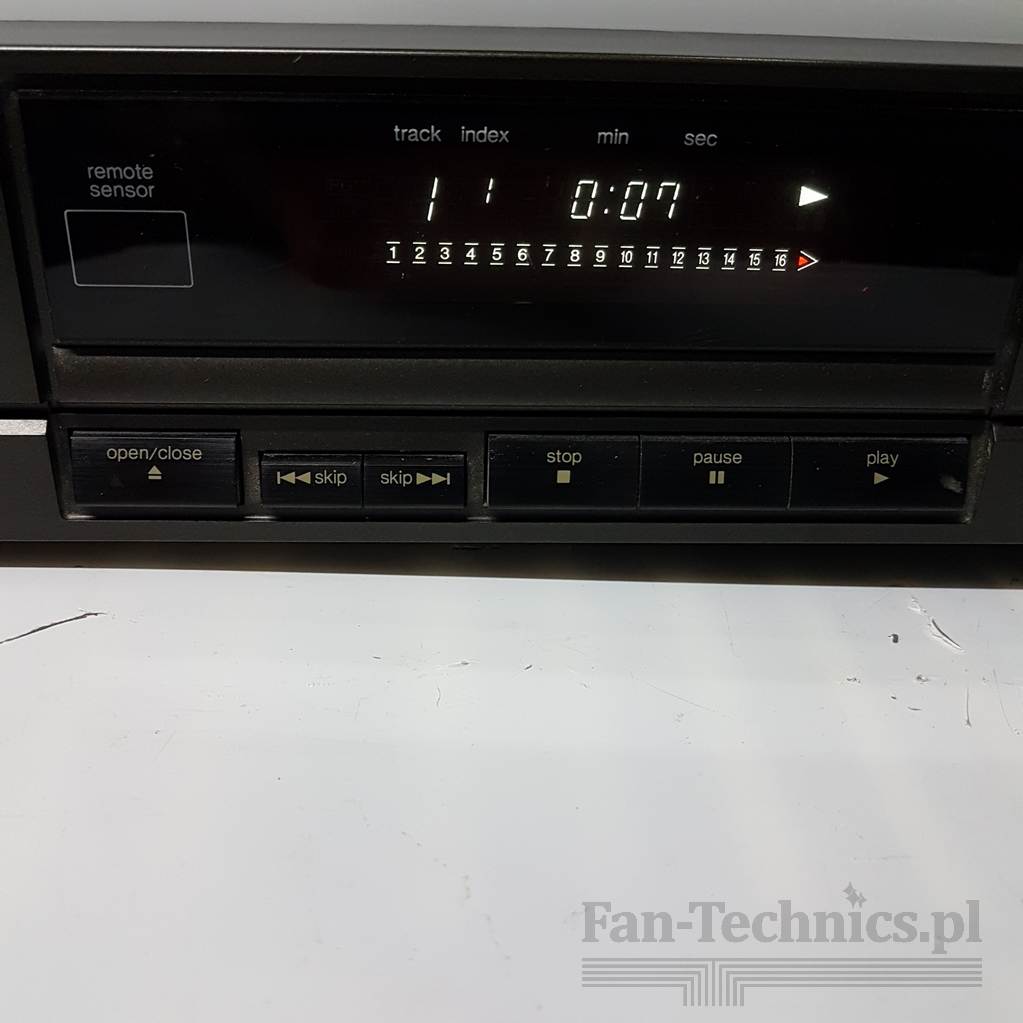 track index min sec
remote
sensor
1 1 0:07
1 2 3 4 5 6 7 8 9 10 11 12 13 14 15 16
open/close
skip
skip
stop
pause
play
Fan-Technics.pl